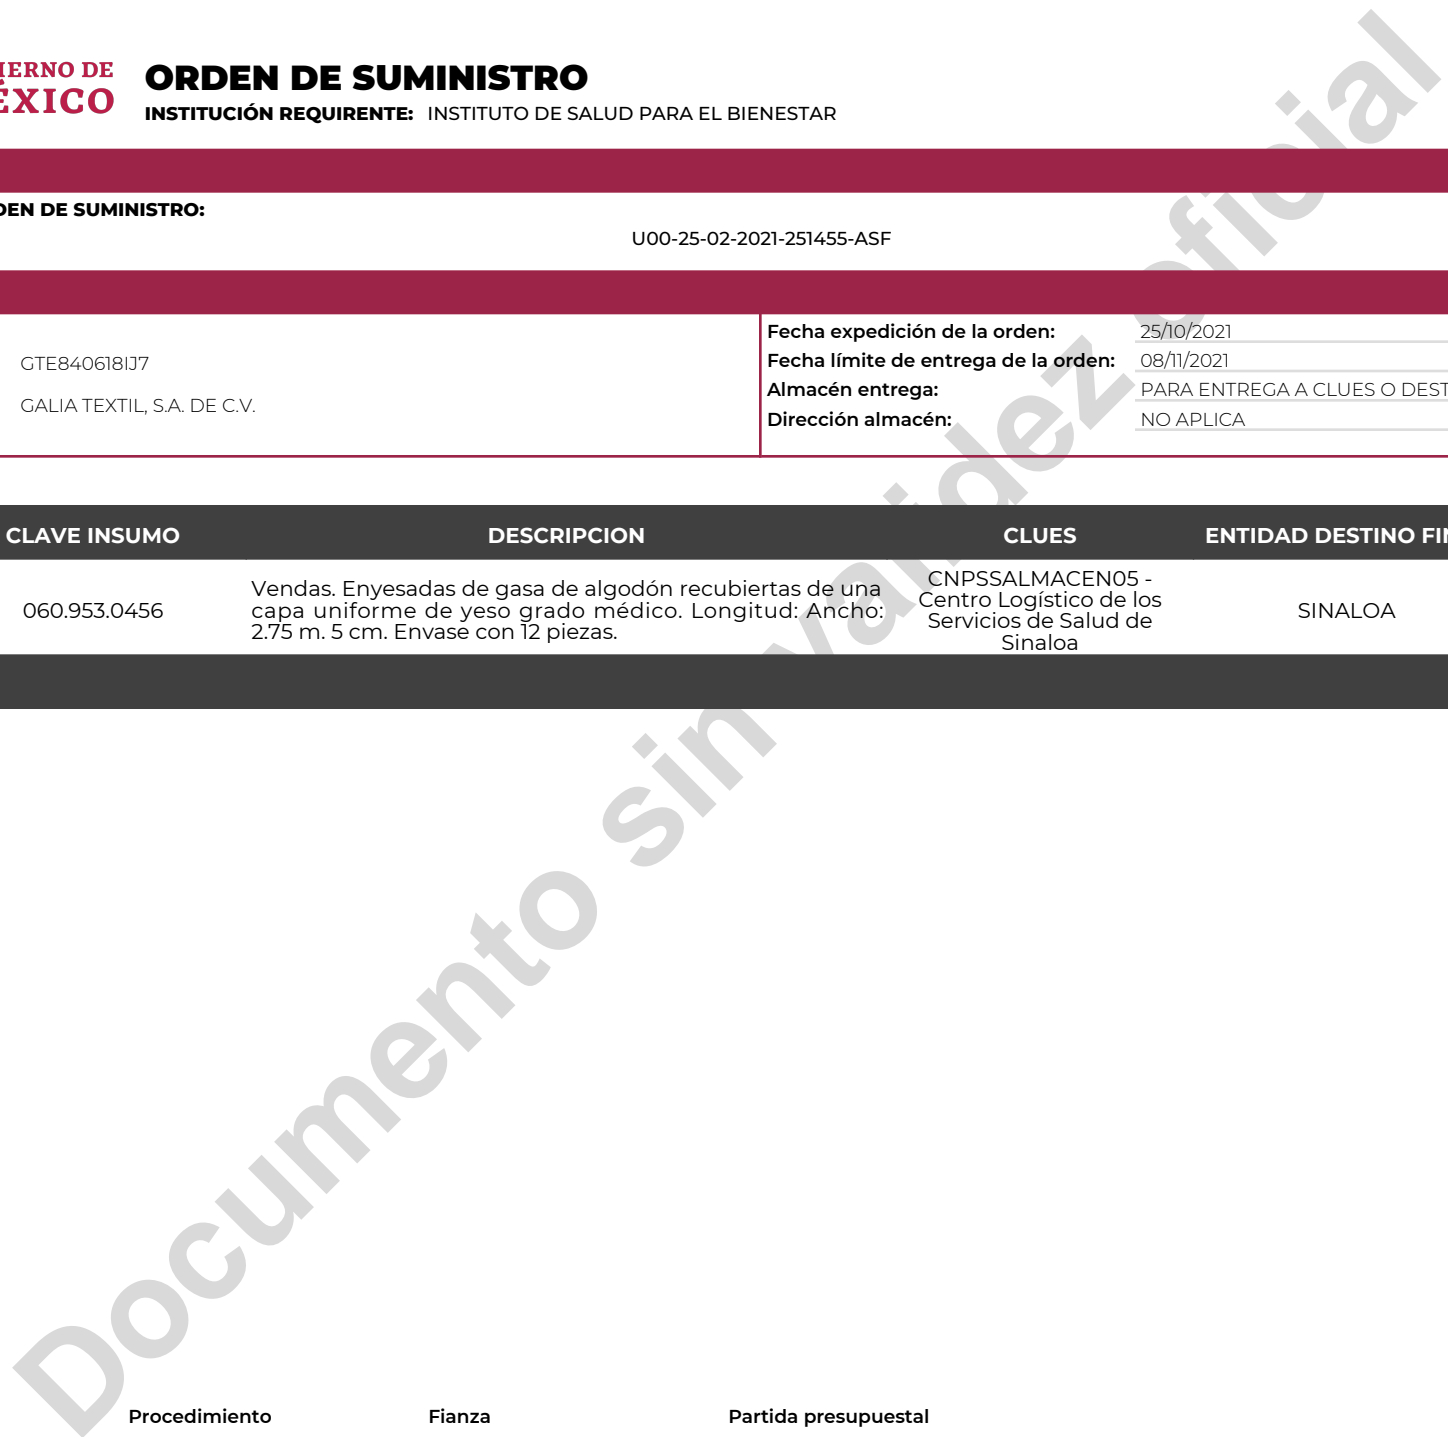 IERNO DE
ÉXICO
ORDEN DE SUMINISTRO
INSTITUCIÓN REQUIRENTE: INSTITUTO DE SALUD PARA EL BIENESTAR
DEN DE SUMINISTRO:
U00-25-02-2021-251455-ASF
GTE840618IJ7
GALIA TEXTIL, S.A. DE C.V.
Fecha expedición de la orden: 25/10/2021
Fecha límite de entrega de la orden: 08/11/2021
Almacén entrega: PARA ENTREGA A CLUES O DEST
Dirección almacén: NO APLICA
CLAVE INSUMO DESCRIPCION CLUES ENTIDAD DESTINO FIN
060.953.0456
Vendas. Enyesadas de gasa de algodón recubiertas de una
capa uniforme de yeso grado médico. Longitud: Ancho:
2.75 m. 5 cm. Envase con 12 piezas.
CNPSSALMACEN05 -
Centro Logístico de los
Servicios de Salud de
Sinaloa
SINALOA
Documento sin validez oficial
Procedimiento Fianza Partida presupuestal